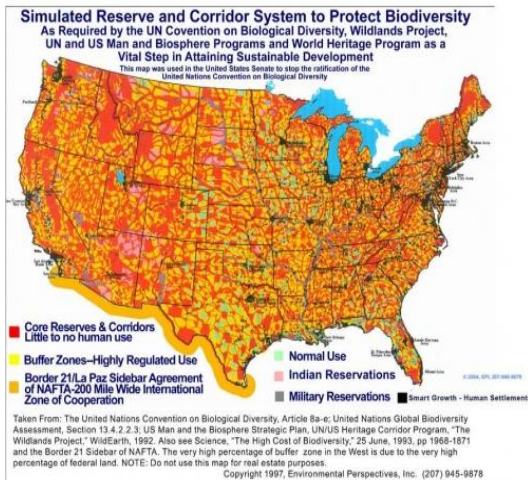 Simulated Reserve and Corridor System to Protect Biodiversity
As Required by the UN Covention on Biological Diversity, Wildlands Project,
UN and US Man and Biosphere Programs and World Heritage Program as a
Vital Step in Attaining Sustainable Development
This map was used in the United States Senate to stop the ratification of the
United Nations Convention on Biological Diversity
Core Reserves & Corridors
Little to no human use
Buffer Zones--Highly Regulated Use
Border 21/La Paz Sidebar Agreement
of NAFTA-200 Mile Wide International
Zone of Cooperation
Normal Use
Indian Reservations
Military Reservations
Smart Growth - Human Settlement
Taken From: The United Nations Convention on Biological Diversity, Article 8a-e; United Nations Global Biodiversity
Assessment, Section 13.4.2.2.3; US Man and the Biosphere Strategic Plan, UN/US Heritage Corridor Program, "The
Wildlands Project," WildEarth, 1992. Also see Science, "The High Cost of Biodiversity," 25 June, 1993, pp 1968-1871
and the Border 21 Sidebar of NAFTA. The very high percentage of buffer zone in the West is due to the very high
percentage of federal land. NOTE: Do not use this map for real estate purposes.
Copyright 1997, Environmental Perspectives, Inc. (207) 945-9878